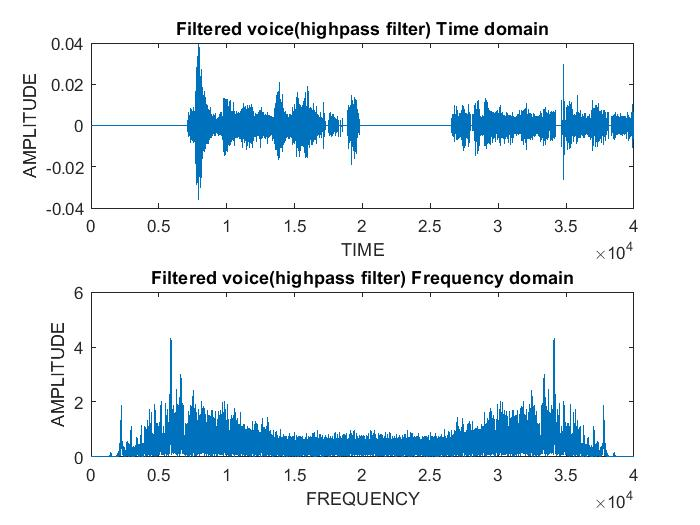 Filtered voice(highpass filter) Time domain
0.04
0.02
0
-0.02
-0.04
AMPLITUDE
0 0.5 1 1.5 2 2.5 3 3.5 4
TIME
×10^4
Filtered voice(highpass filter) Frequency domain
6
4
2
0
AMPLITUDE
0 0.5 1 1.5 2 2.5 3 3.5 4
FREQUENCY
×10^4